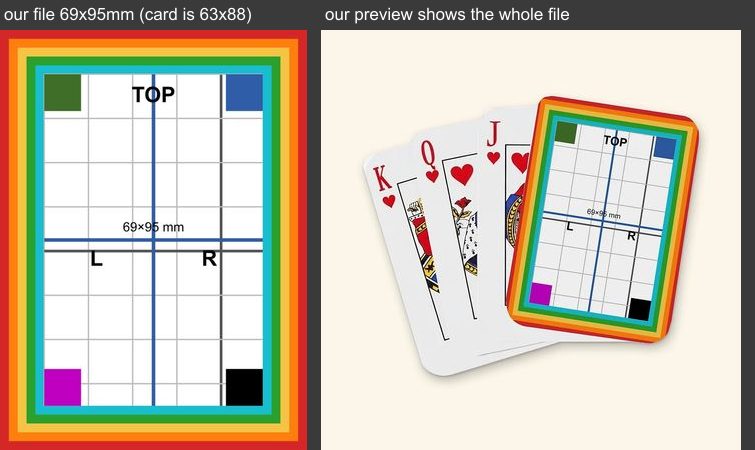 our file 69x95mm (card is 63x88)
our preview shows the whole file
TOP
69×95 mm
L R
K
Q
J
TOP
69×95 mm
L R